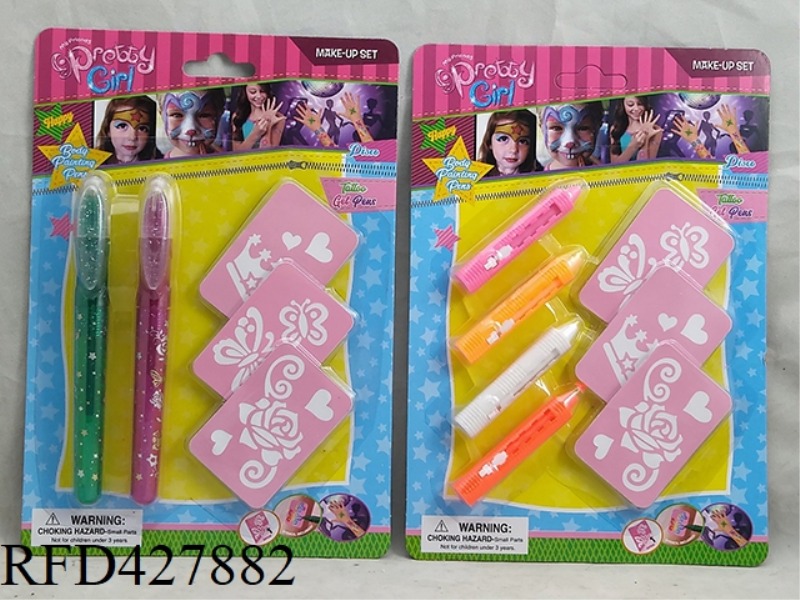 Pretty
Girl
MAKE-UP SET
Happy
Body
Painting
Pens
Disco
Tattoo
Gel Pens
WARNING:
CHOKING HAZARD-Small Parts
Not for children under 3 years.
Pretty
Girl
MAKE-UP SET
Happy
Body
Painting
Pens
Disco
Tattoo
Gel Pens
WARNING:
CHOKING HAZARD-Small Parts
Not for children under 3 years.
RFD427882